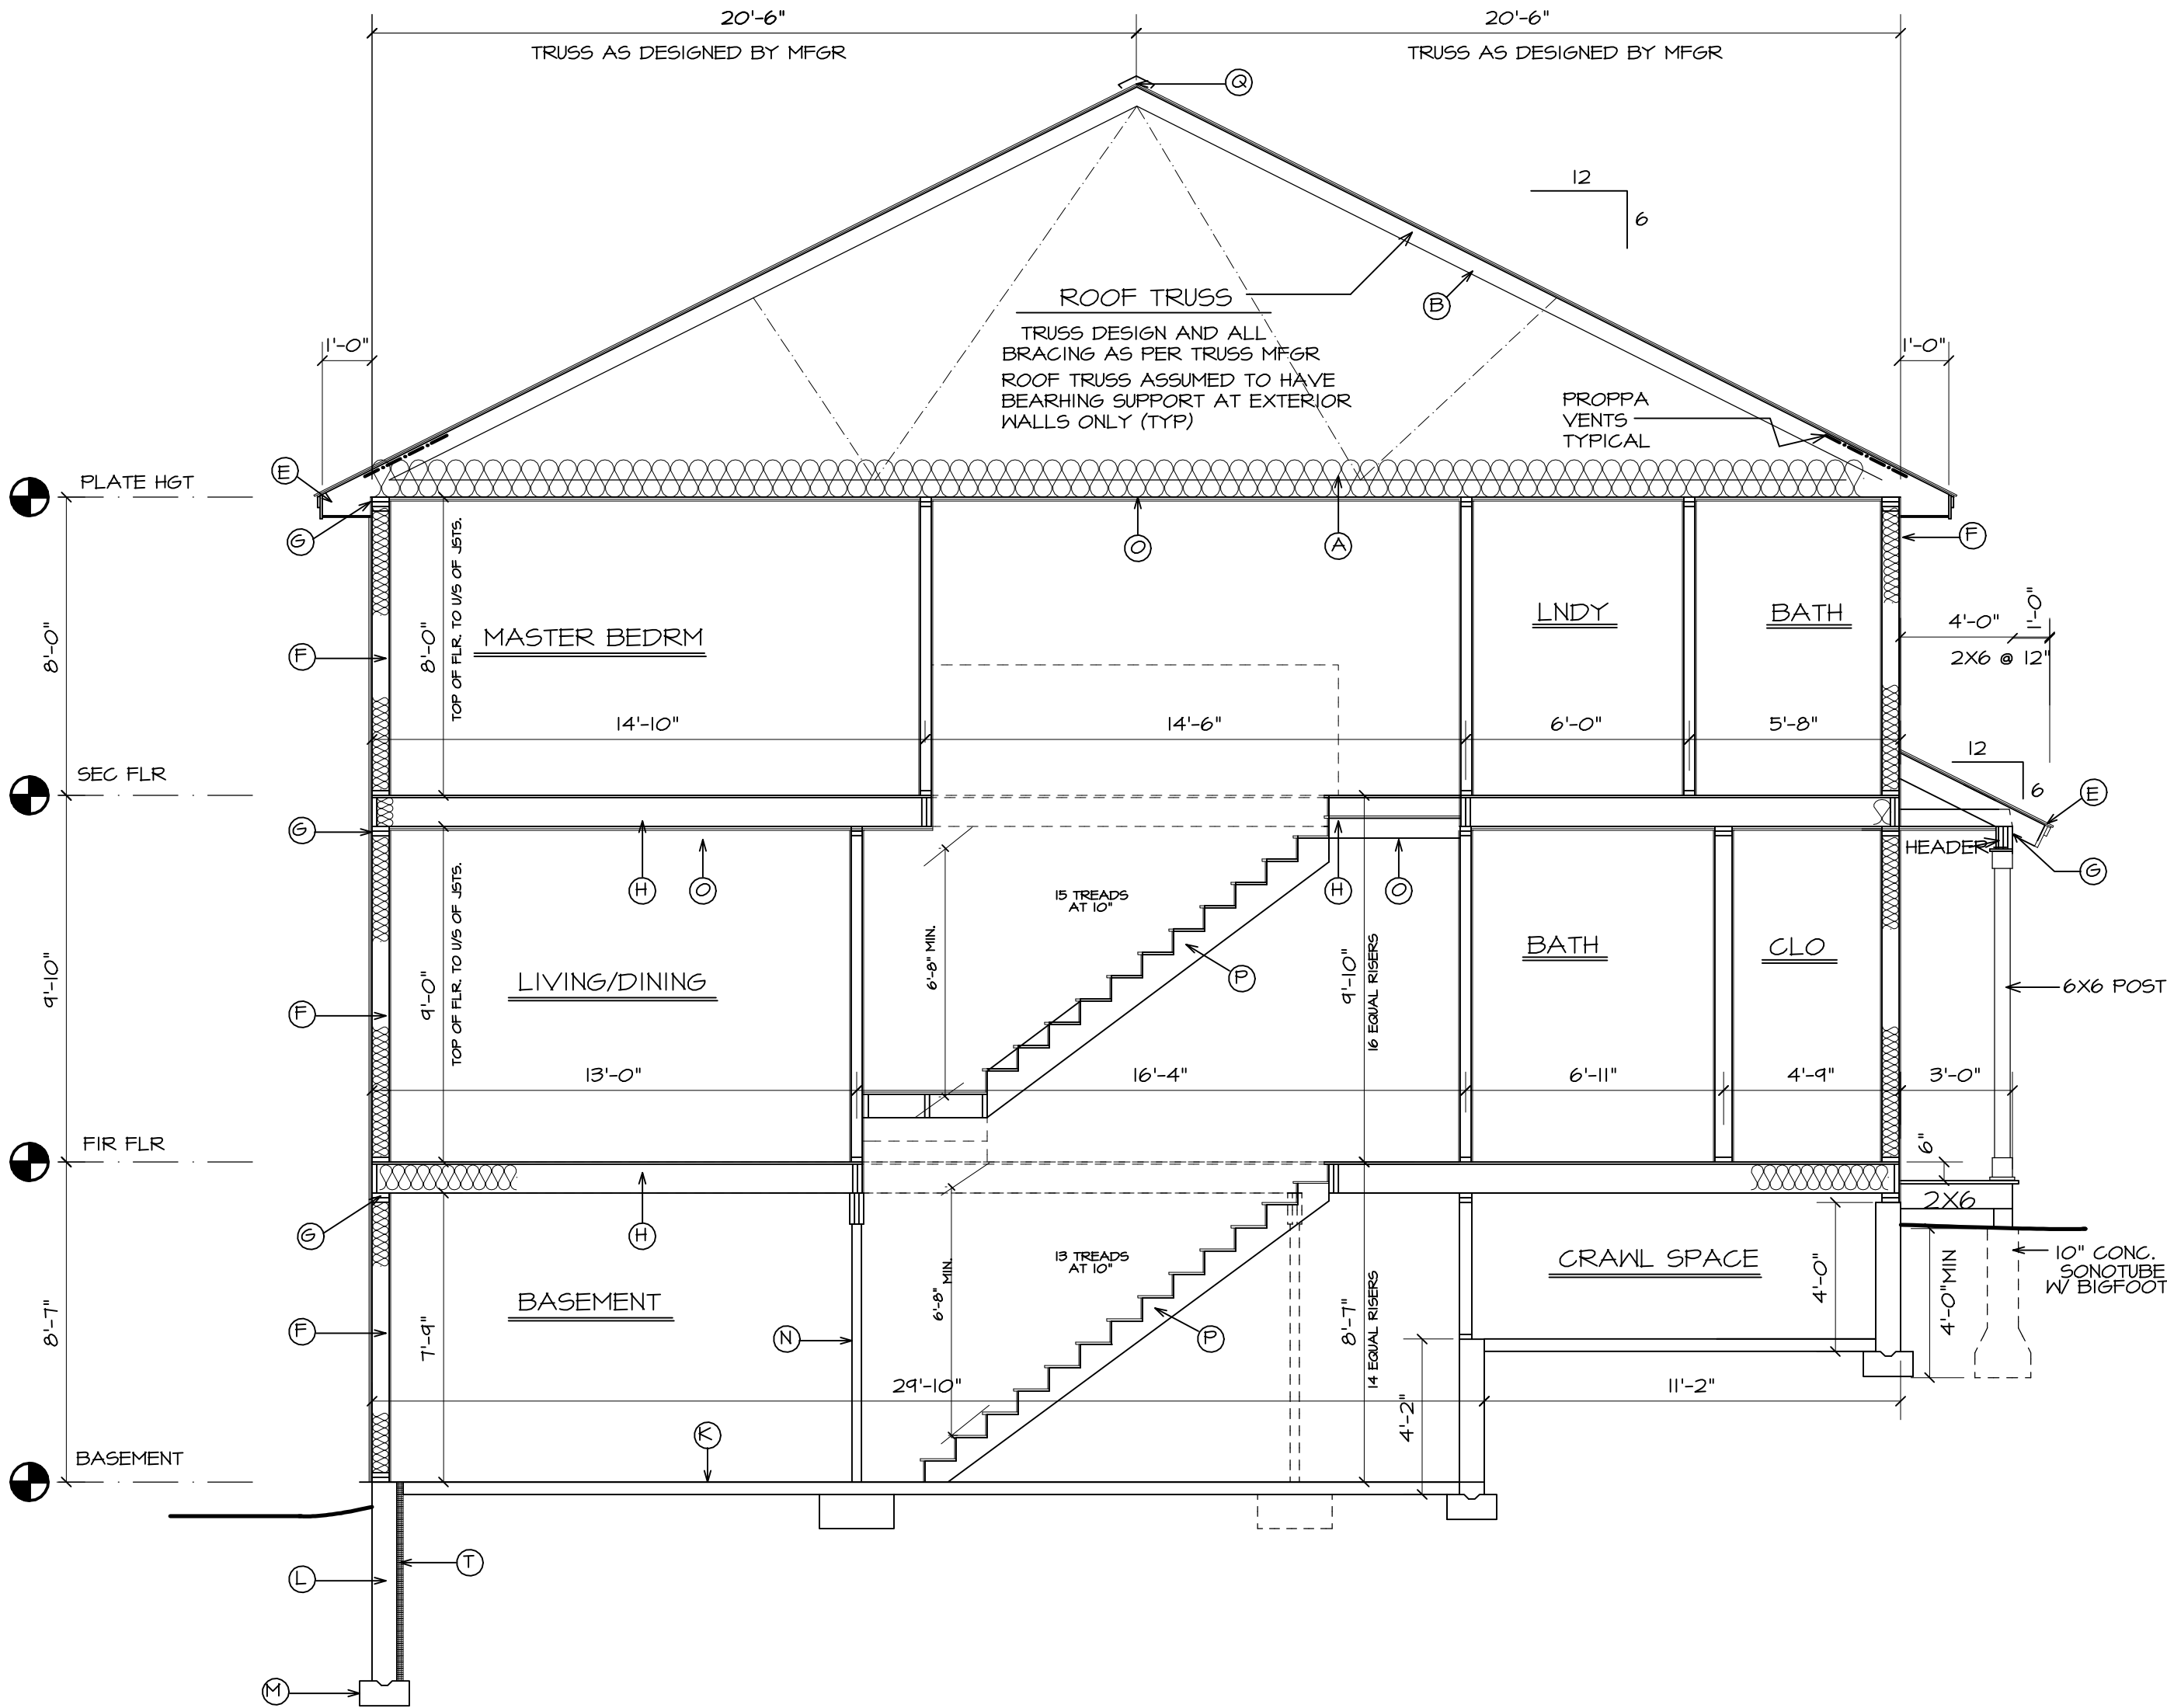 20'-6"
20'-6"
TRUSS AS DESIGNED BY MFGR
TRUSS AS DESIGNED BY MFGR
Q
12
6
ROOF TRUSS
B
TRUSS DESIGN AND ALL
BRACING AS PER TRUSS MFGR
ROOF TRUSS ASSUMED TO HAVE
BEARHING SUPPORT AT EXTERIOR
WALLS ONLY (TYP)
1'-0"
1'-0"
PROPPA
VENTS
TYPICAL
E
PLATE HGT
G
O
A
F
8'-0"
F
8'-0"
TOP OF FLR. TO U/S OF JSTS.
MASTER BEDRM
LNDY
BATH
4'-0"
1'-0"
2X6 @ 12"
14'-10"
14'-6"
6'-0"
5'-8"
12
6
SEC FLR
E
G
H
O
H
O
HEADER
G
15 TREADS
AT 10"
9'-10"
F
9'-0"
TOP OF FLR. TO U/S OF JSTS.
LIVING/DINING
6'-8" MIN.
P
9'-10"
16 EQUAL RISERS
BATH
CLO
6X6 POST
13'-0"
16'-4"
6'-11"
4'-9"
3'-0"
FIR FLR
6"
G
H
2X6
13 TREADS
AT 10"
CRAWL SPACE
10" CONC.
SONOTUBE
W/ BIGFOOT
8'-7"
F
7'-9"
BASEMENT
N
6'-8" MIN.
P
8'-7"
14 EQUAL RISERS
4'-0"
4'-0"MIN
29'-10"
11'-2"
4'-2"
K
BASEMENT
T
L
M